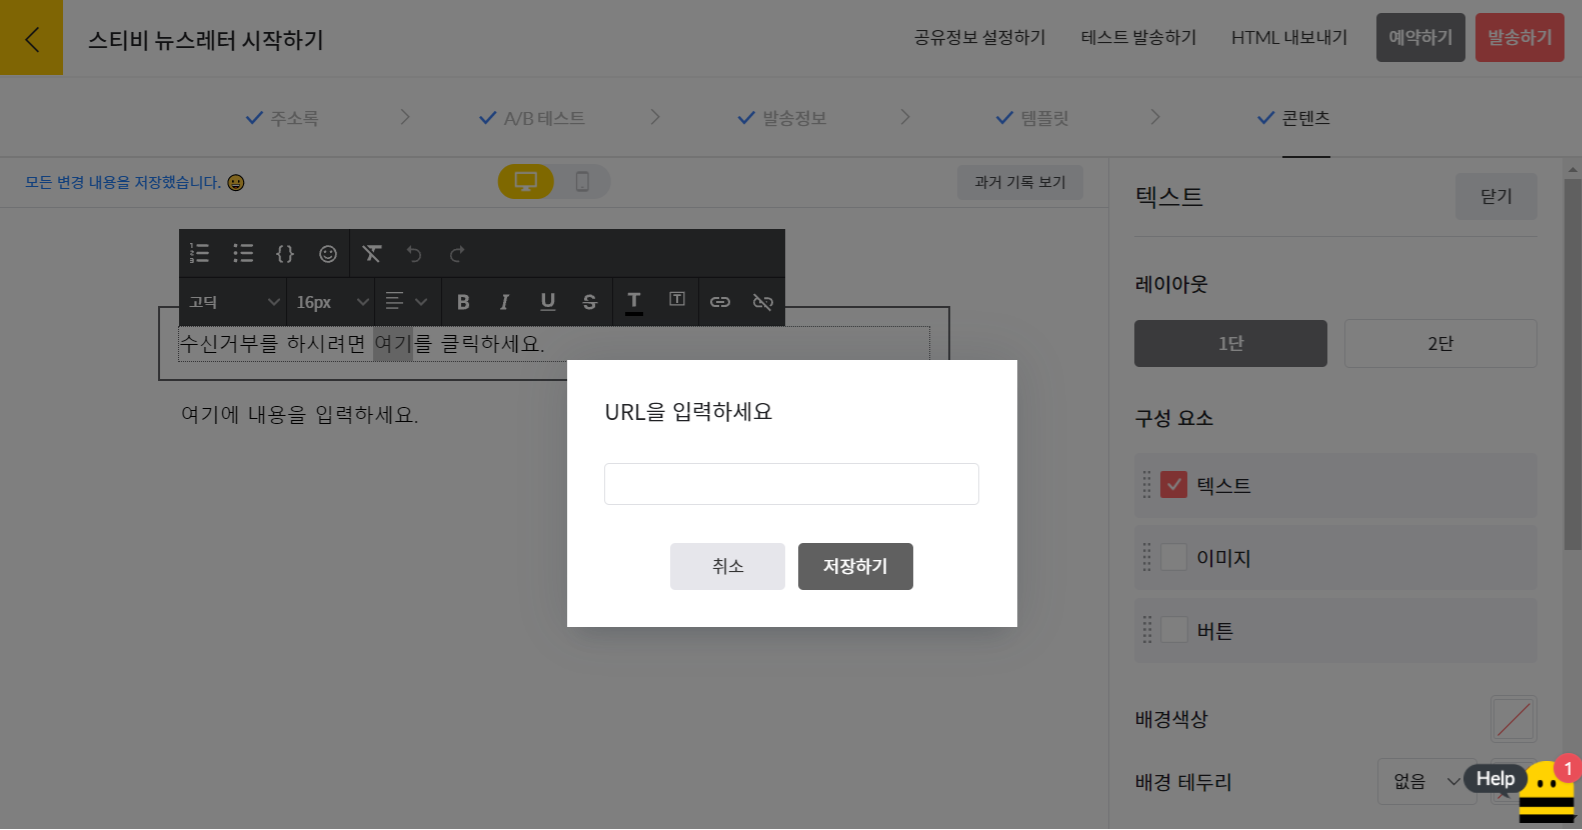 스티비 뉴스레터 시작하기
공유정보 설정하기
테스트 발송하기
HTML 내보내기
예약하기
발송하기
주소록
A/B 테스트
발송정보
템플릿
콘텐츠
모든 변경 내용을 저장했습니다. 😀
과거 기록 보기
{}
고딕
16px
B
I
U
S
T
T
수신거부를 하시려면 여기를 클릭하세요.
여기에 내용을 입력하세요.
URL을 입력하세요
취소
저장하기
텍스트
닫기
레이아웃
1단
2단
구성 요소
텍스트
이미지
버튼
배경색상
배경 테두리
없음
Help
1